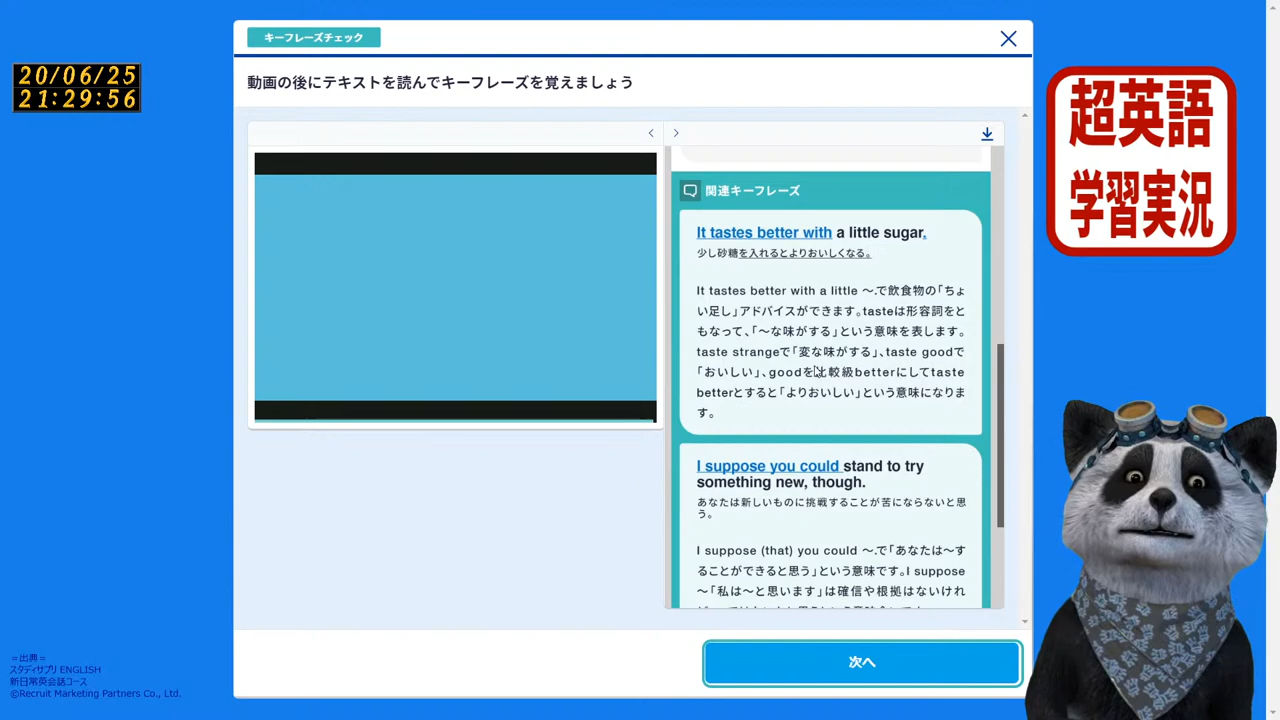 キーフレーズチェック
20/06/25
21:29:56
動画の後にテキストを読んでキーフレーズを覚えましょう
超英語
学習実況
関連キーフレーズ
It tastes better with a little sugar.
少し砂糖を入れるとよりおいしくなる。
It tastes better with a little ～.で飲食物の「ちょ
い足し」アドバイスができます。tasteは形容詞をと
もなって、「～な味がする」という意味を表します。
taste strangeで「変な味がする」、taste goodで
「おいしい」、goodを比較級betterにしてtaste
betterとすると「よりおいしい」という意味になりま
す。
I suppose you could stand to try
something new, though.
あなたは新しいものに挑戦することが苦にならないと思
う。
I suppose (that) you could ～.で「あなたは～す
ることができると思う」という意味です。I suppose
～「私は～と思います」は確信や根拠はないけれ
次へ
＝出典＝
スタディサプリ ENGLISH
新日常英会話コース
©Recruit Marketing Partners Co., Ltd.